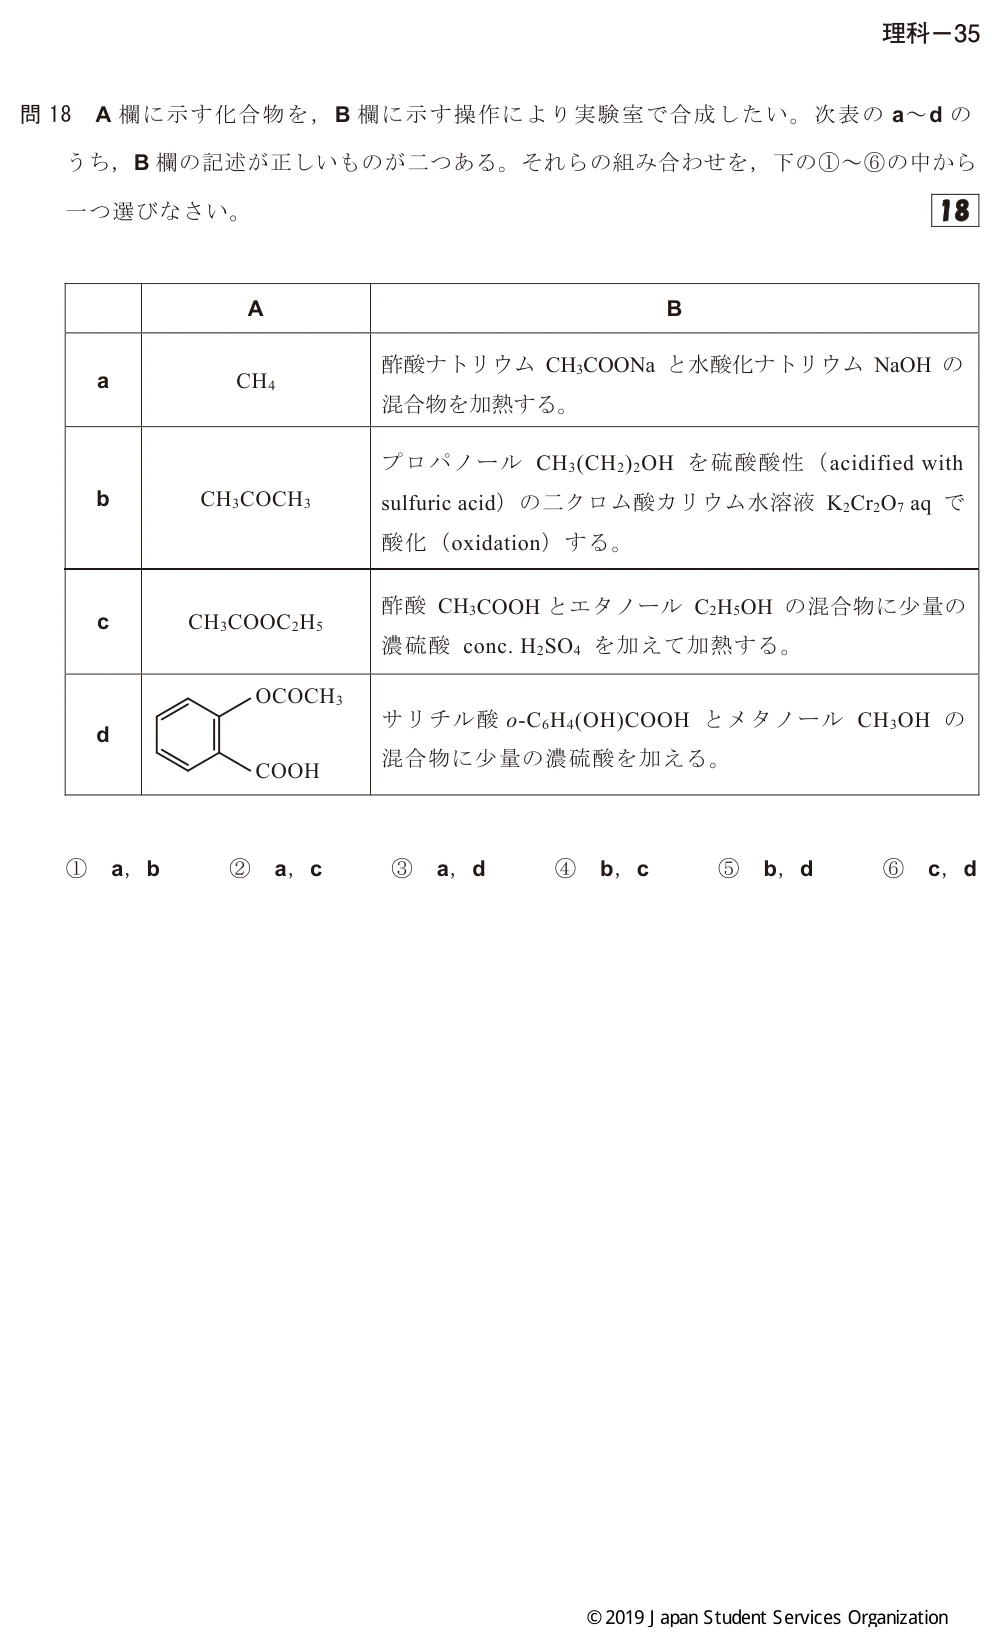 理科－35
問 18　A 欄に示す化合物を，B 欄に示す操作により実験室で合成したい。次表の a～d の
うち，B 欄の記述が正しいものが二つある。それらの組み合わせを，下の①～⑥の中から
一つ選びなさい。
18
A　B
a　CH₄　酢酸ナトリウム CH₃COONa と水酸化ナトリウム NaOH の
混合物を加熱する。
b　CH₃COCH₃　プロパノール CH₃(CH₂)₂OH を硫酸酸性（acidified with
sulfuric acid）の二クロム酸カリウム水溶液 K₂Cr₂O₇ aq で
酸化（oxidation）する。
c　CH₃COOC₂H₅　酢酸 CH₃COOH とエタノール C₂H₅OH の混合物に少量の
濃硫酸 conc. H₂SO₄ を加えて加熱する。
d　OCOCH₃
COOH
サリチル酸 o-C₆H₄(OH)COOH とメタノール CH₃OH の
混合物に少量の濃硫酸を加える。
①　a，b　②　a，c　③　a，d　④　b，c　⑤　b，d　⑥　c，d
© 2019 Japan Student Services Organization